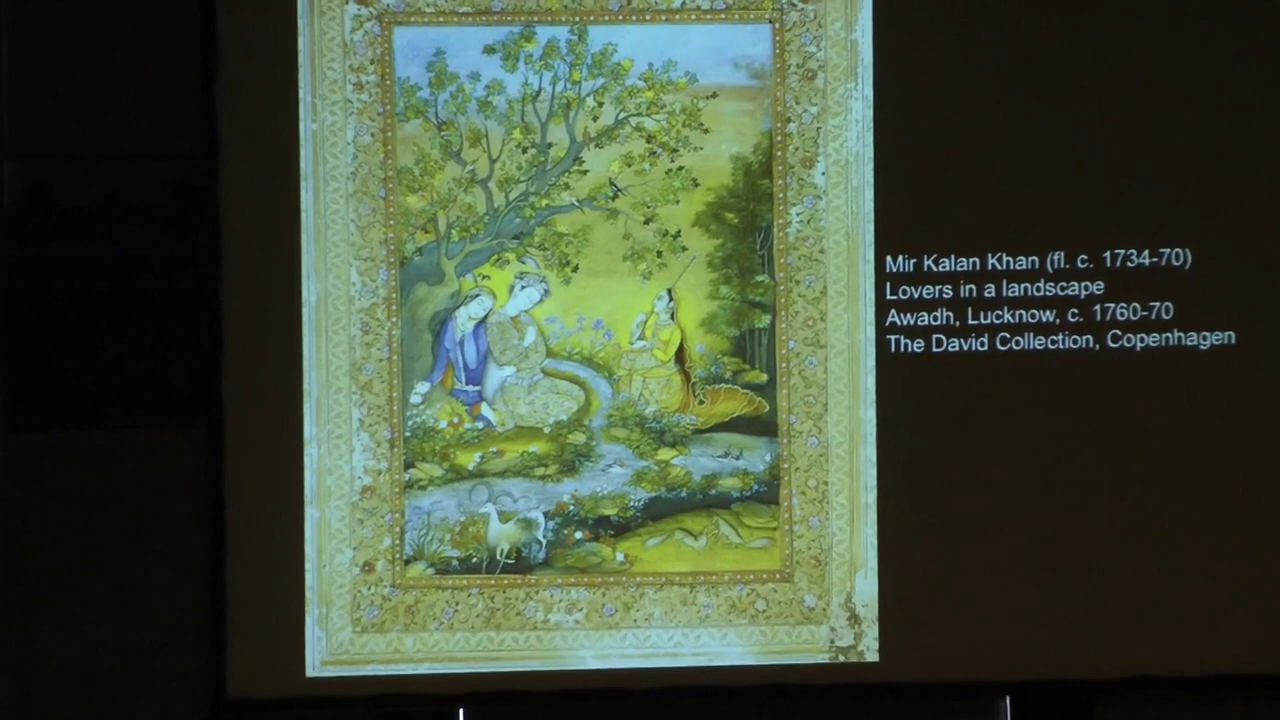 Mir Kalan Khan (fl. c. 1734-70)
Lovers in a landscape
Awadh, Lucknow, c. 1760-70
The David Collection, Copenhagen